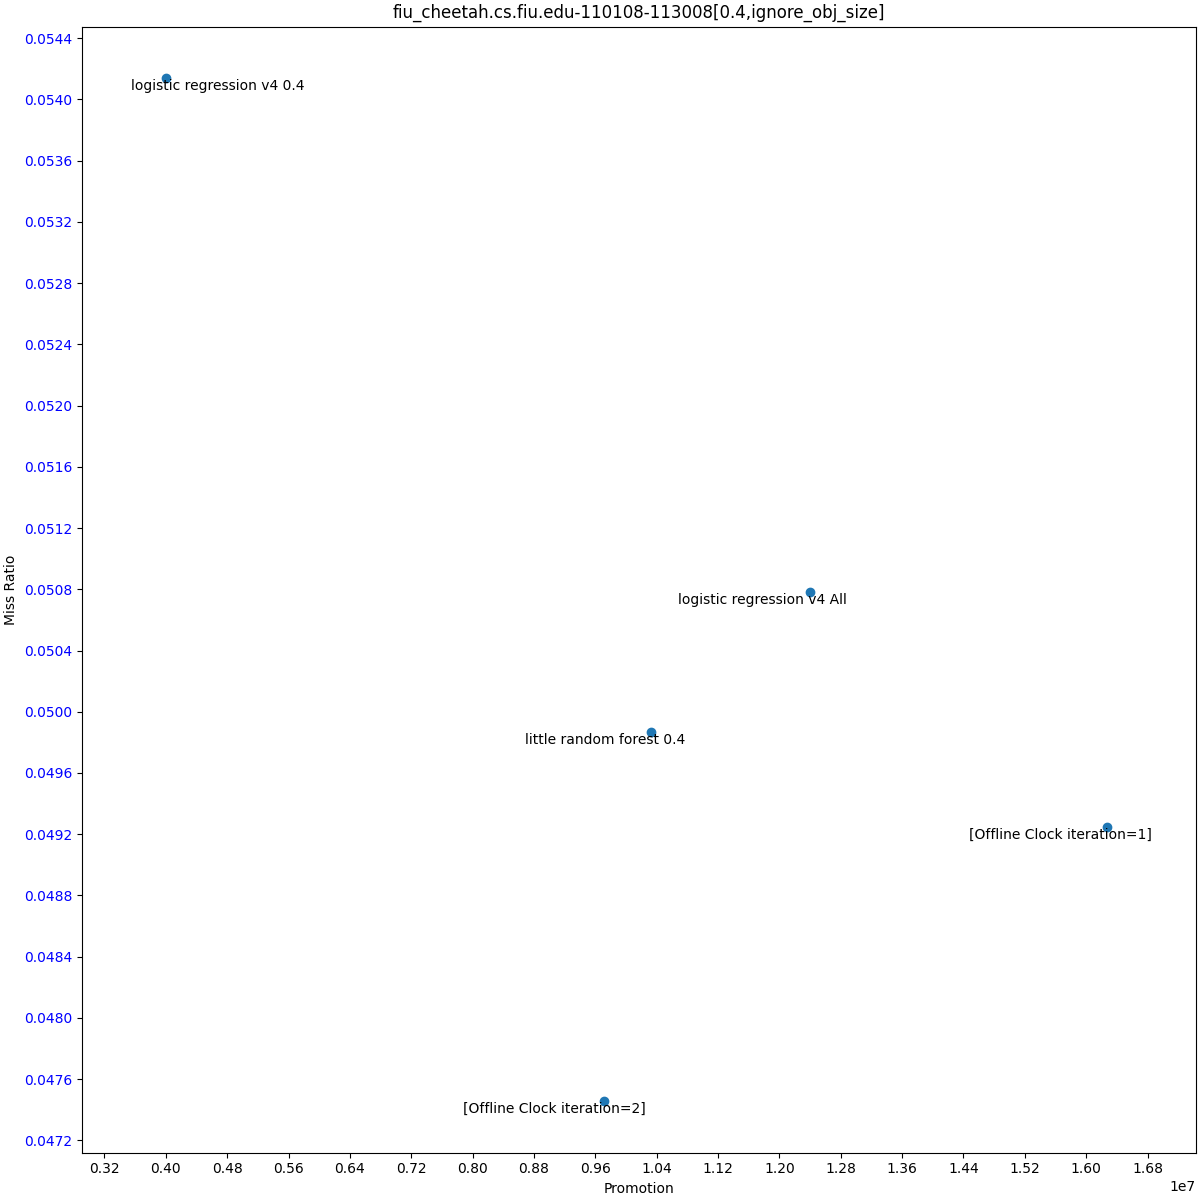 fiu_cheetah.cs.fiu.edu-110108-113008[0.4,ignore_obj_size]
0.0544
logistic regression v4 0.4
0.0540
0.0536
0.0532
0.0528
0.0524
0.0520
0.0516
0.0512
Miss Ratio
0.0508
logistic regression v4 All
0.0504
0.0500
little random forest 0.4
0.0496
0.0492
[Offline Clock iteration=1]
0.0488
0.0484
0.0480
0.0476
[Offline Clock iteration=2]
0.0472
0.32 0.40 0.48 0.56 0.64 0.72 0.80 0.88 0.96 1.04 1.12 1.20 1.28 1.36 1.44 1.52 1.60 1.68
Promotion
1e7